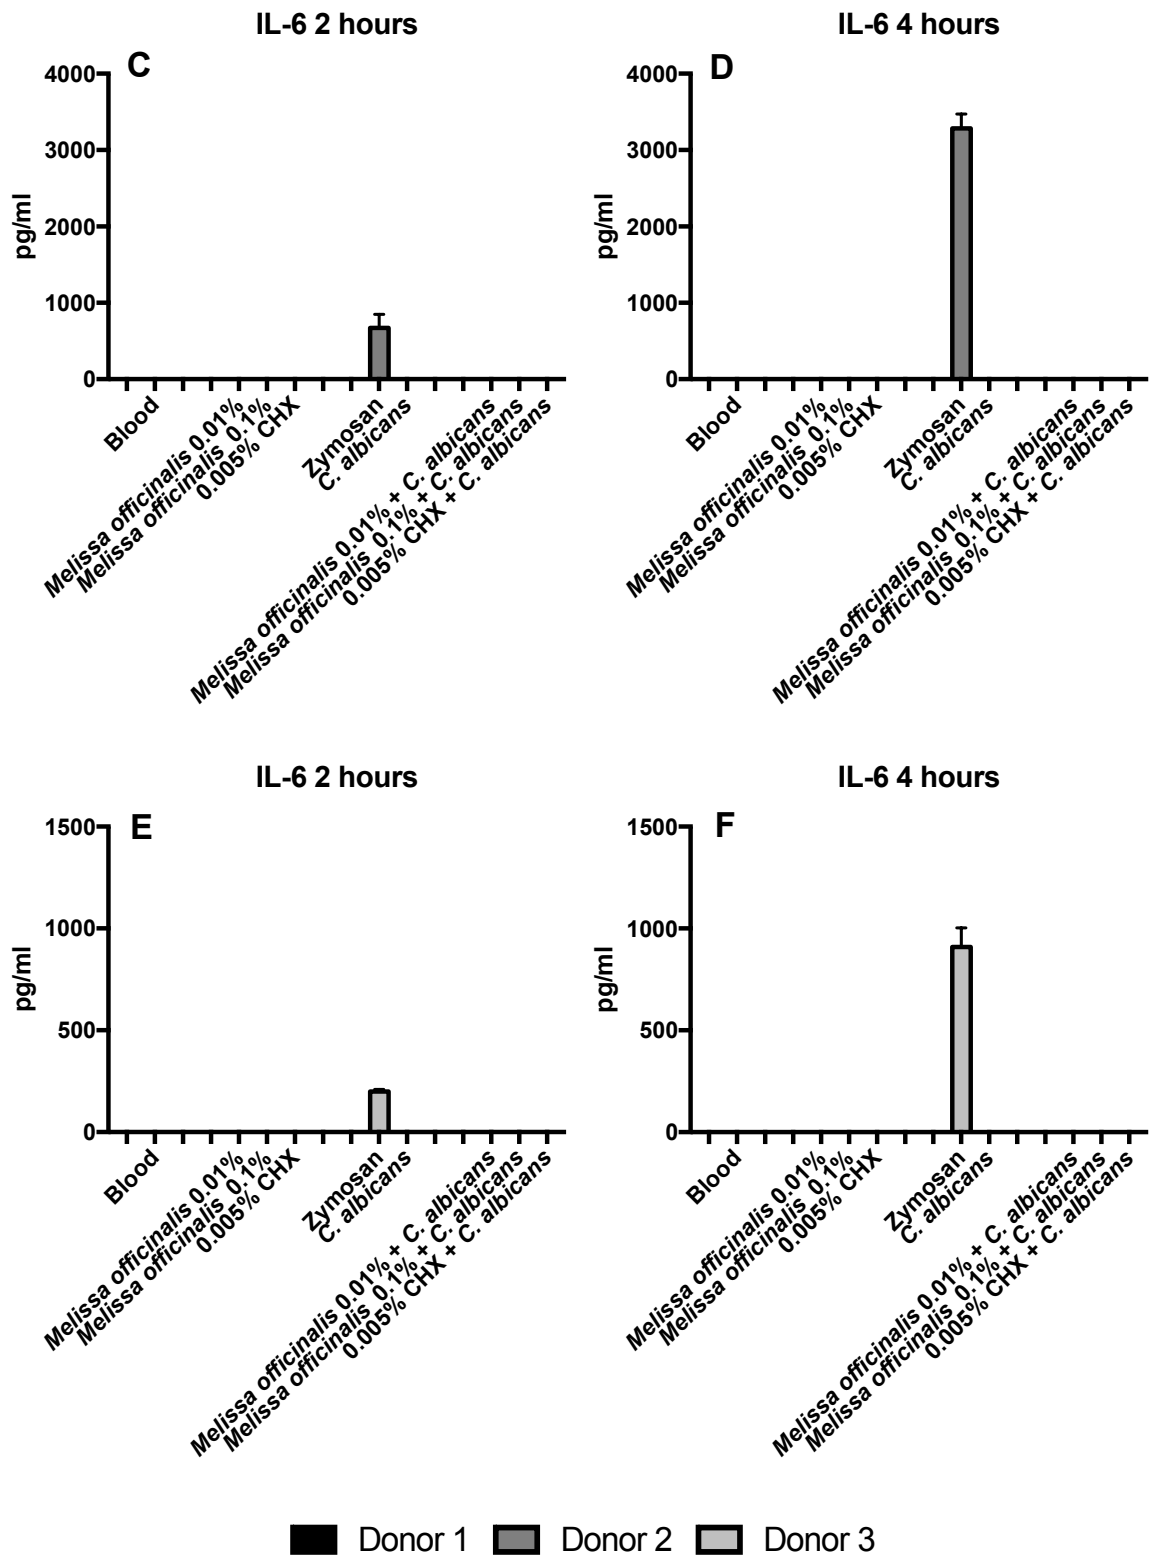 IL-6 2 hours
C
4000
3000
2000
1000
0
pg/ml
Blood
Melissa officinalis 0.01%
Melissa officinalis 0.1%
0.005% CHX
Zymosan
C. albicans
Melissa officinalis 0.01% + C. albicans
Melissa officinalis 0.1% + C. albicans
0.005% CHX + C. albicans
IL-6 4 hours
D
4000
3000
2000
1000
0
pg/ml
Blood
Melissa officinalis 0.01%
Melissa officinalis 0.1%
0.005% CHX
Zymosan
C. albicans
Melissa officinalis 0.01% + C. albicans
Melissa officinalis 0.1% + C. albicans
0.005% CHX + C. albicans
IL-6 2 hours
E
1500
1000
500
0
pg/ml
Blood
Melissa officinalis 0.01%
Melissa officinalis 0.1%
0.005% CHX
Zymosan
C. albicans
Melissa officinalis 0.01% + C. albicans
Melissa officinalis 0.1% + C. albicans
0.005% CHX + C. albicans
IL-6 4 hours
F
1500
1000
500
0
pg/ml
Blood
Melissa officinalis 0.01%
Melissa officinalis 0.1%
0.005% CHX
Zymosan
C. albicans
Melissa officinalis 0.01% + C. albicans
Melissa officinalis 0.1% + C. albicans
0.005% CHX + C. albicans
Donor 1 Donor 2 Donor 3